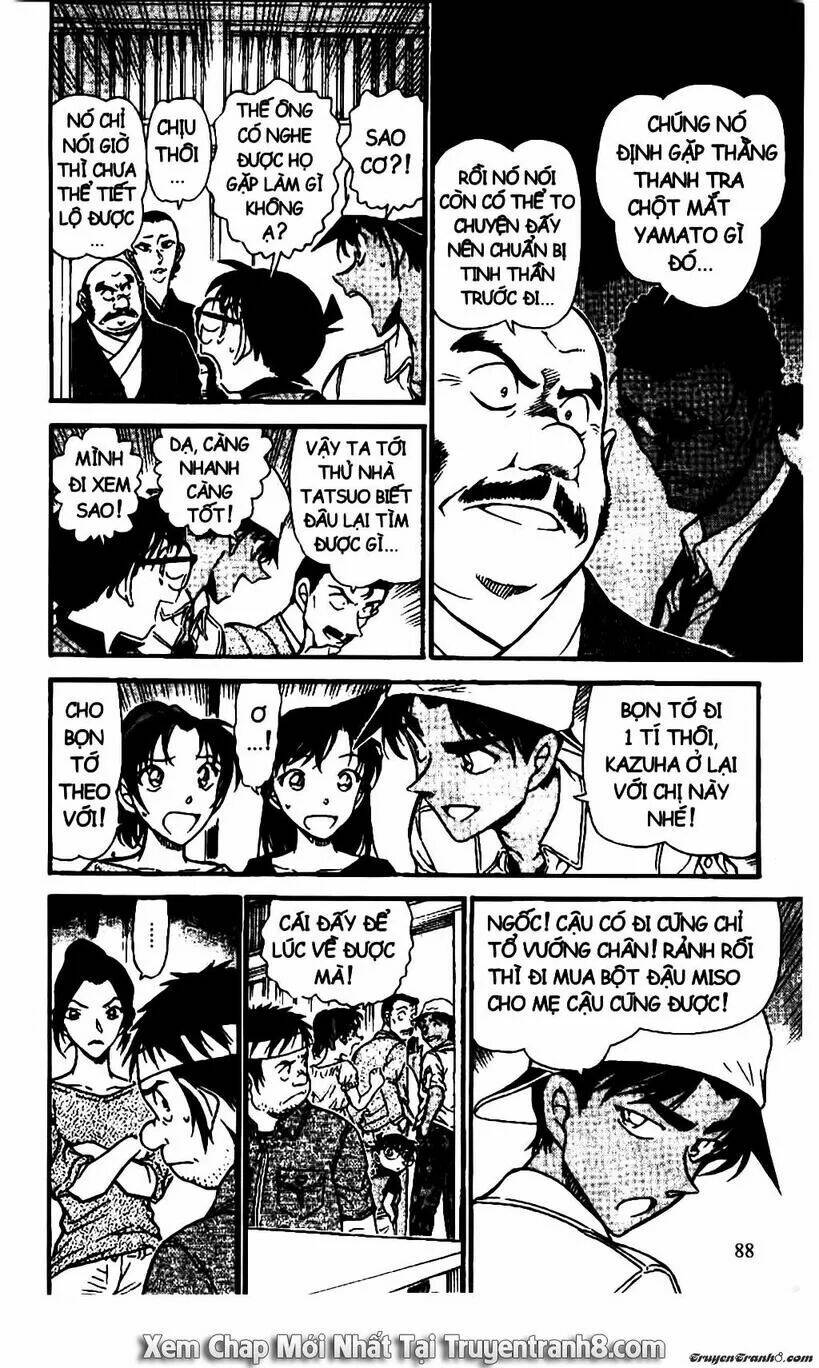 CHÚNG NÓ
ĐỊNH GẶP THẰNG
THANH TRA
CHỘT MẮT
YAMATO GÌ
ĐÓ...
RỒI NÓ NÓI
CÒN CÓ THỂ TO
CHUYỆN ĐẤY
NÊN CHUẨN BỊ
TINH THẦN
TRƯỚC ĐI...
SAO
CƠ?!
THẾ ÔNG
CÓ NGHE
ĐƯỢC HỌ
GẶP LÀM GÌ
KHÔNG
Ạ?
CHỊU
THÔI
...
NÓ CHỈ
NÓI GIỜ
THÌ CHƯA
THỂ TIẾT
LỘ ĐƯỢC
...
VẬY TA TỚI
THỬ NHÀ
TATSUO BIẾT
ĐÂU LẠI TÌM
ĐƯỢC GÌ...
DẠ, CÀNG
NHANH
CÀNG
TỐT!
MÌNH
ĐI XEM
SAO!
BỌN TỚ ĐI
1 TÍ THÔI,
KAZUHA Ở LẠI
VỚI CHỊ NÀY
NHÉ!
Ơ
...!
CHO
BỌN
TỚ
THEO
VỚI!
NGỐC! CẬU CÓ ĐI CŨNG CHỈ
TỔ VƯỚNG CHÂN! RẢNH RỖI
THÌ ĐI MUA BỘT ĐẬU MISO
CHO MẸ CẬU CŨNG ĐƯỢC!
CÁI ĐẤY ĐỂ
LÚC VỀ ĐƯỢC
MÀ!
......
88
Xem Chap Mới Nhất Tại Truyentranh8.com
TruyenTranh8.com